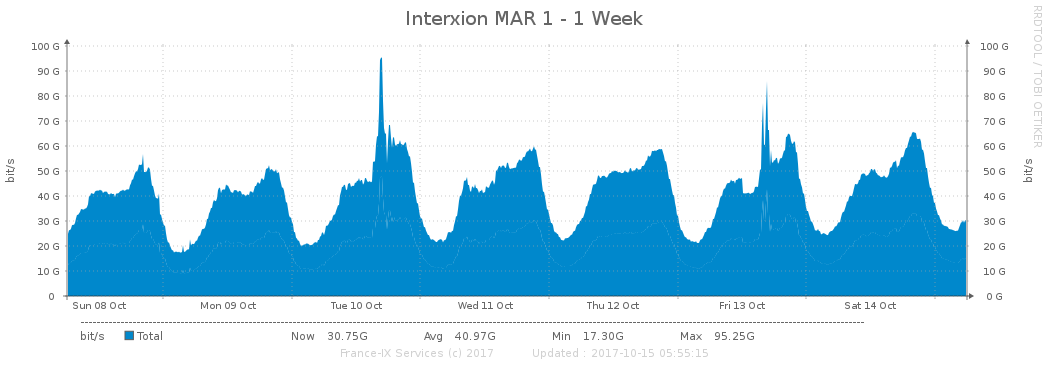 Interxion MAR 1 - 1 Week
RRDTOOL / TOBI OETIKER
bit/s
100 G 100 G
90 G 90 G
80 G 80 G
70 G 70 G
60 G 60 G
50 G 50 G
40 G 40 G
30 G 30 G
20 G 20 G
10 G 10 G
0 0 G
bit/s
Sun 08 Oct Mon 09 Oct Tue 10 Oct Wed 11 Oct Thu 12 Oct Fri 13 Oct Sat 14 Oct
bit/s Total Now 30.75G Avg 40.97G Min 17.30G Max 95.25G
France-IX Services (c) 2017 Updated : 2017-10-15 05:55:15